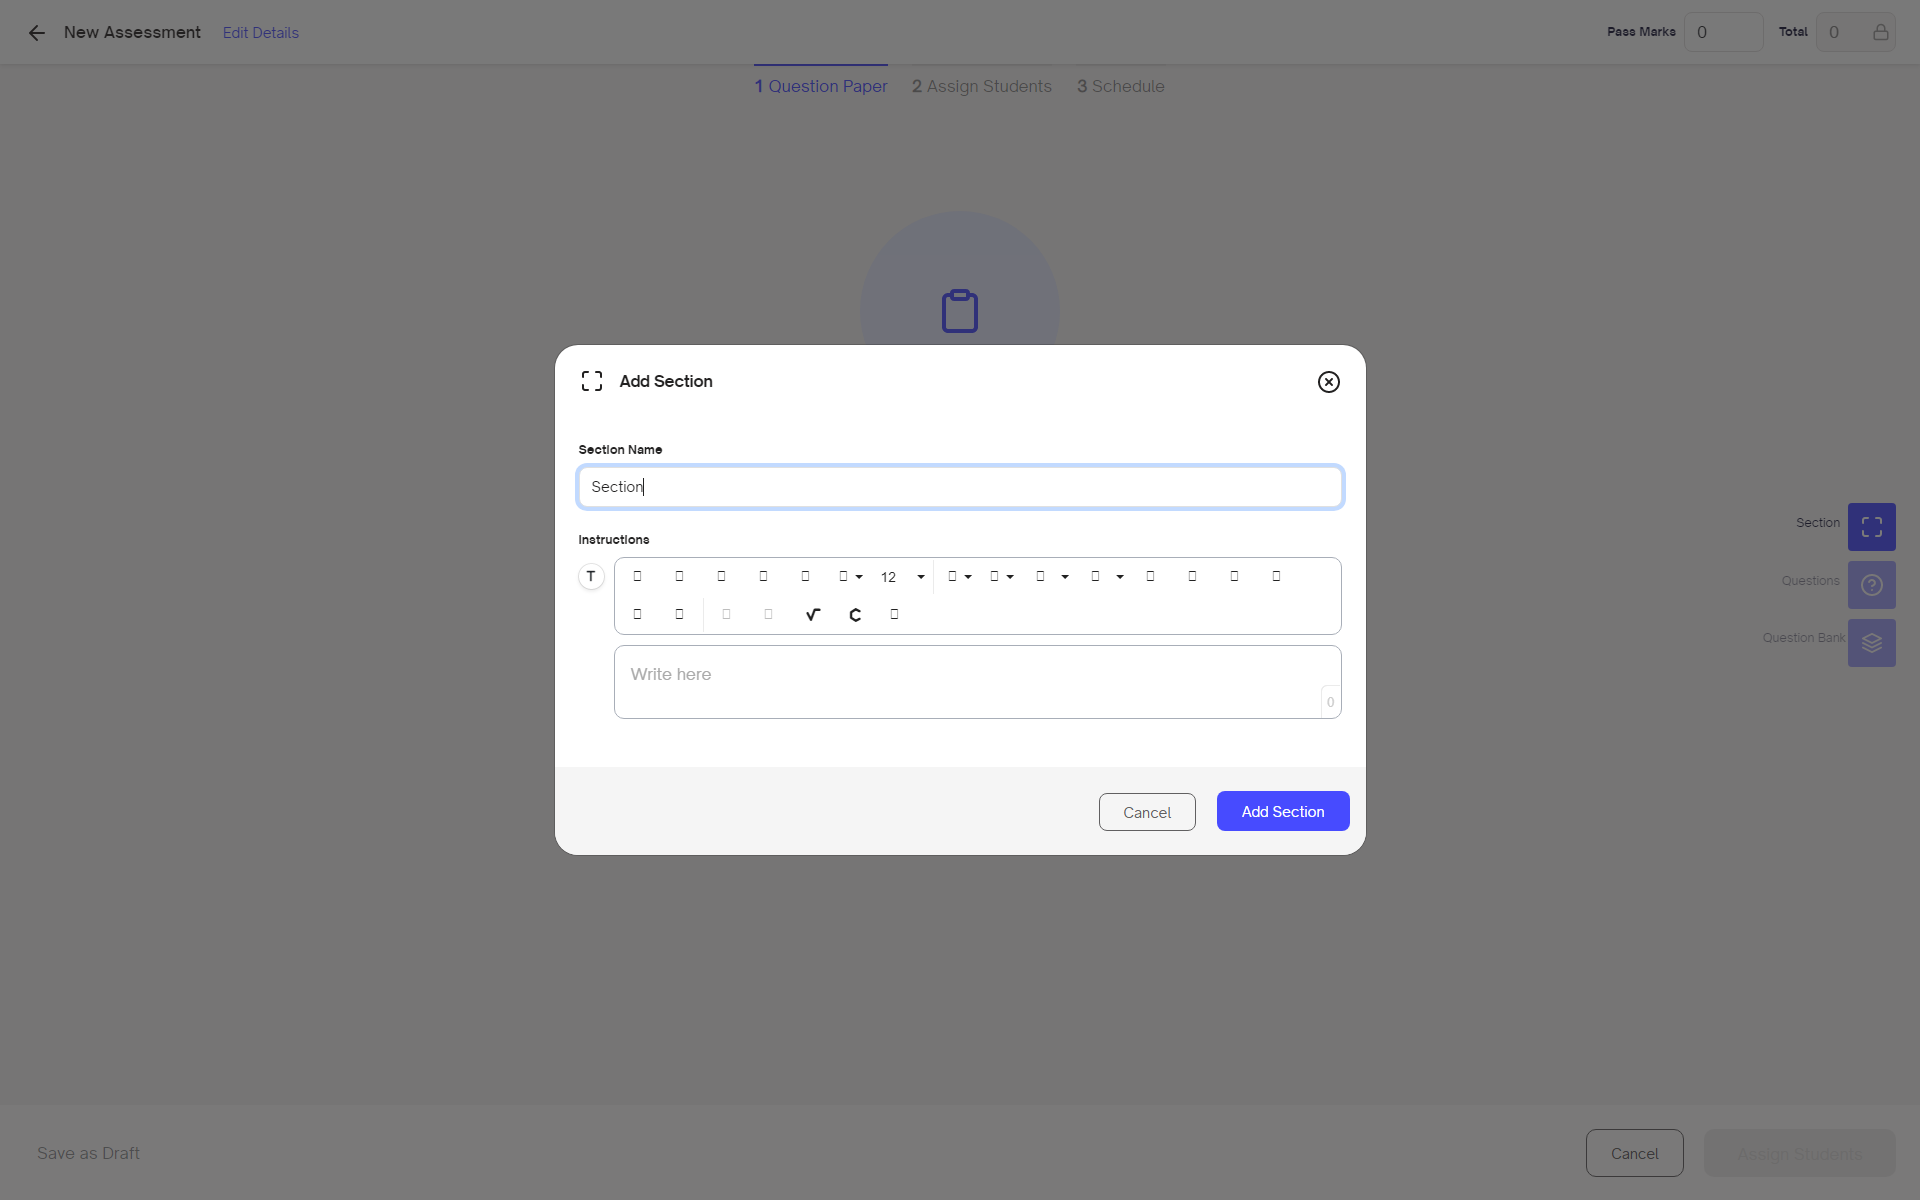 New Assessment Edit Details Pass Marks 0 Total 0
1 Question Paper 2 Assign Students 3 Schedule
Add Section
Section Name
Section
Instructions
T 12
Write here
0
Cancel Add Section
Section
Questions
Question Bank
Save as Draft Cancel Assign Students